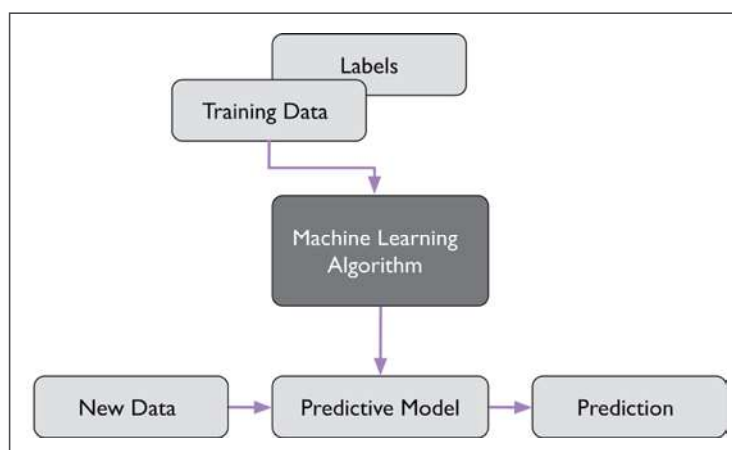 Labels
Training Data
Machine Learning
Algorithm
New Data
Predictive Model
Prediction